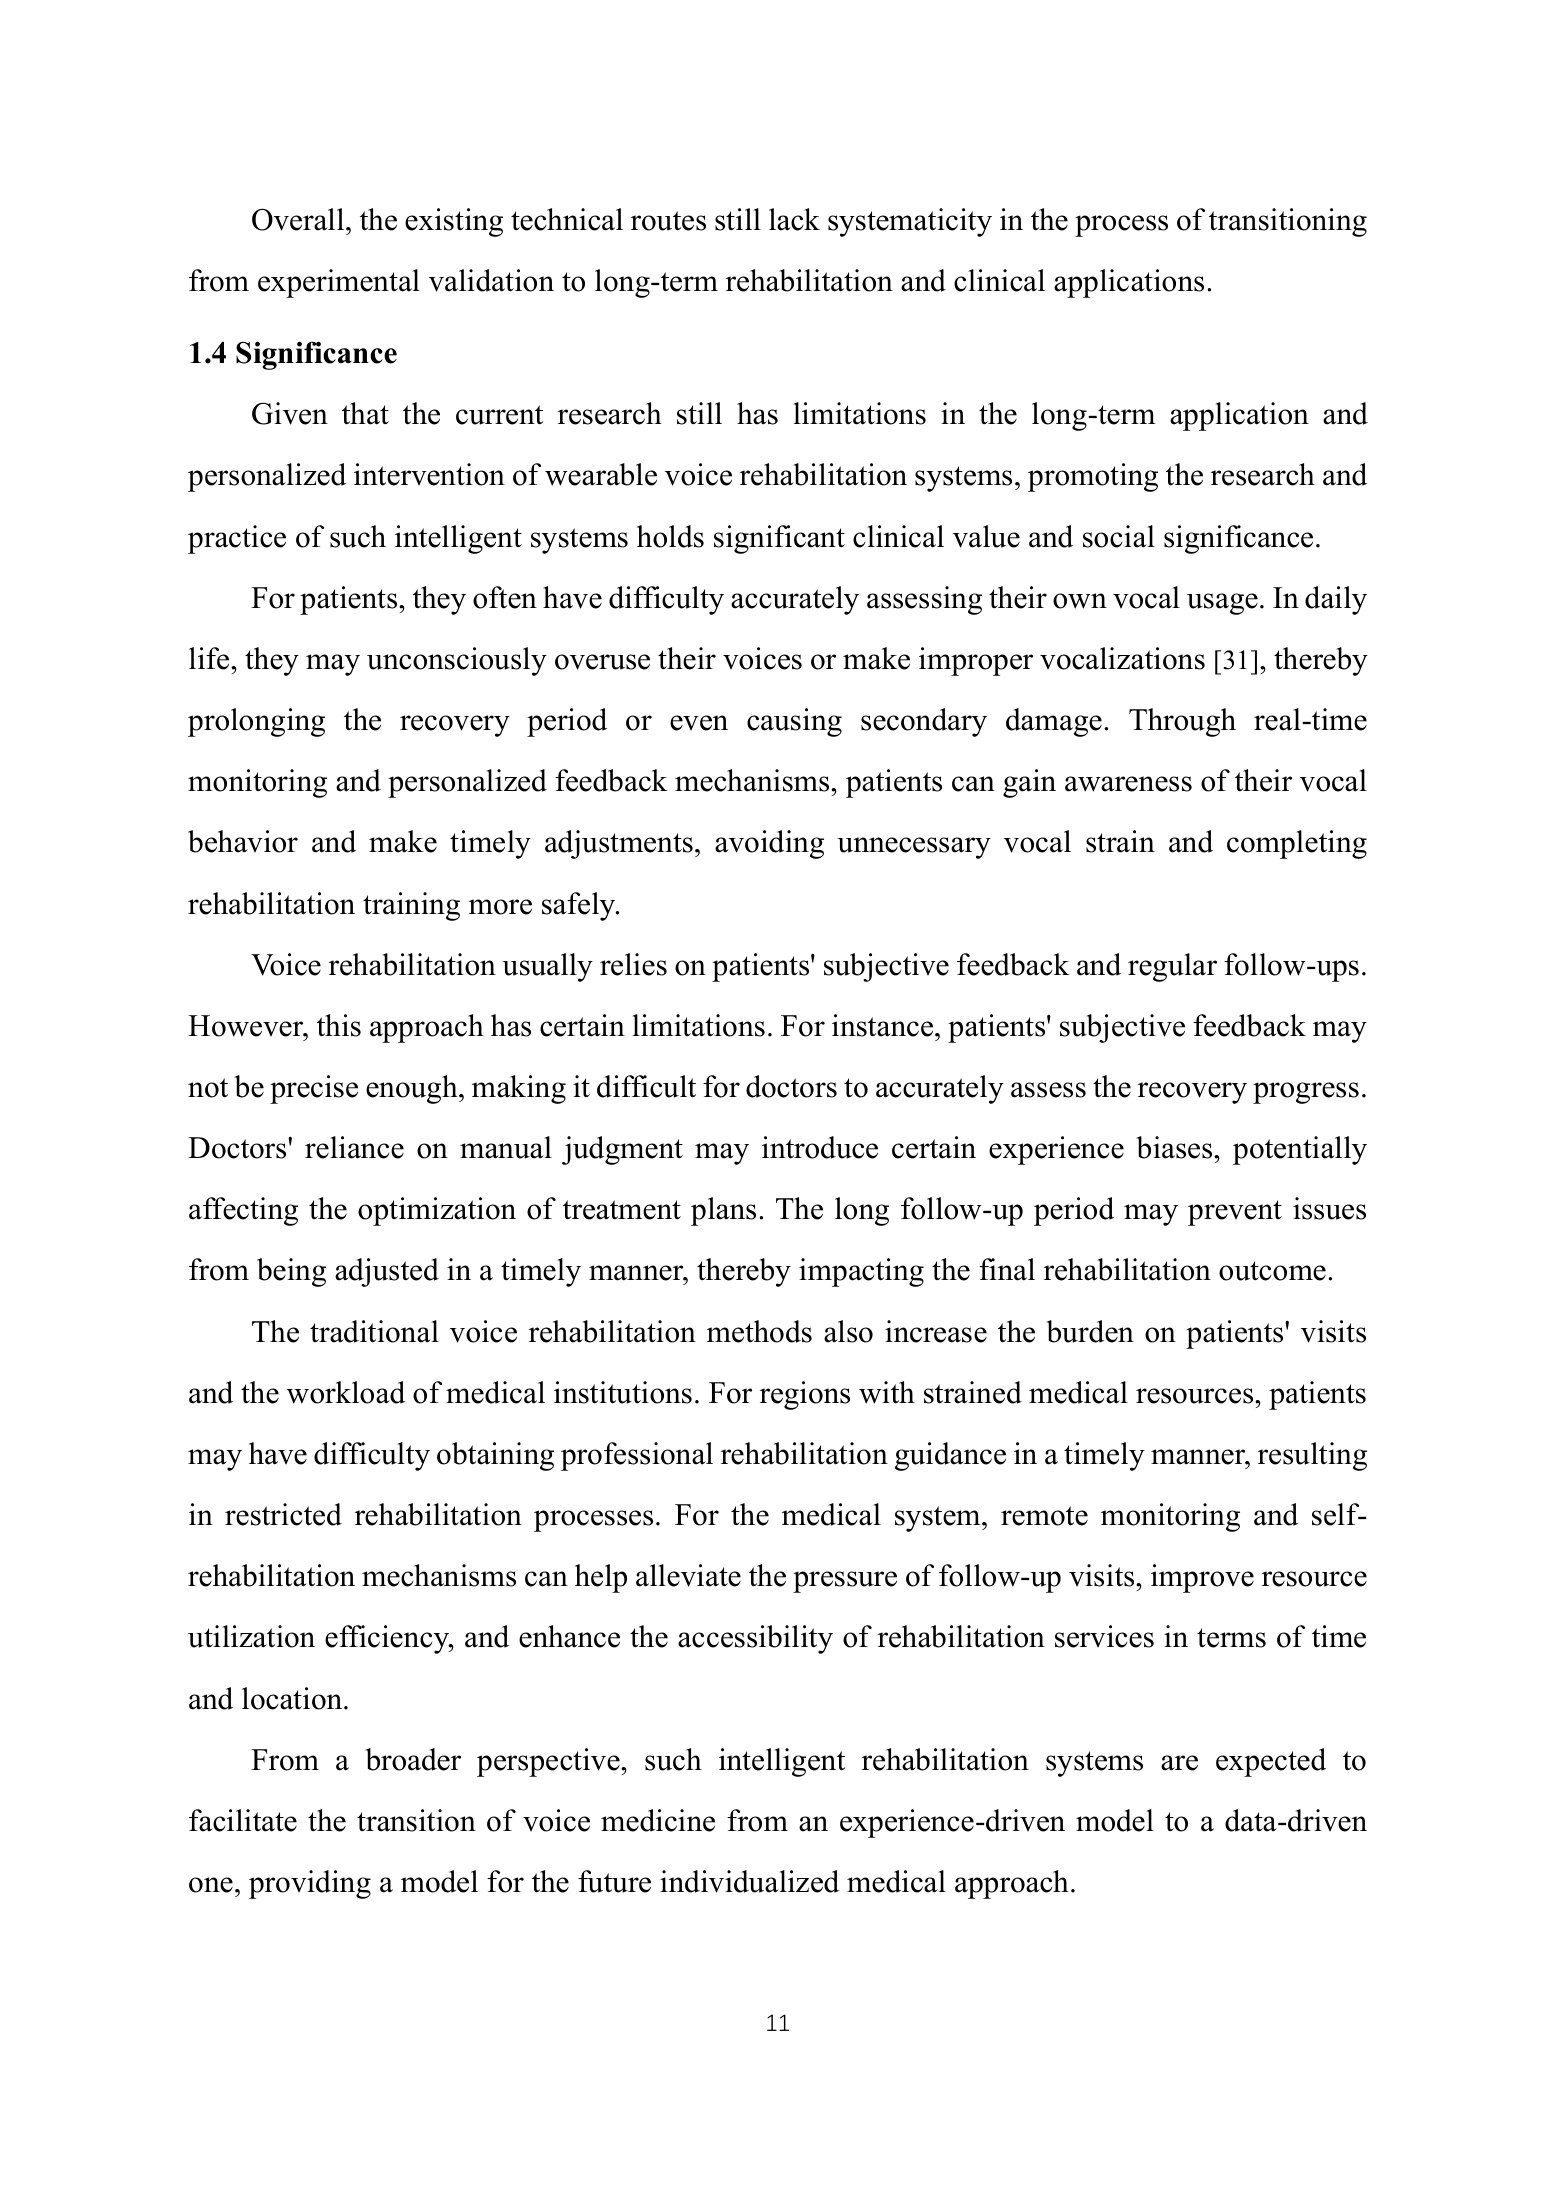 Overall, the existing technical routes still lack systematicity in the process of transitioning
from experimental validation to long-term rehabilitation and clinical applications.
1.4 Significance
Given that the current research still has limitations in the long-term application and
personalized intervention of wearable voice rehabilitation systems, promoting the research and
practice of such intelligent systems holds significant clinical value and social significance.
For patients, they often have difficulty accurately assessing their own vocal usage. In daily
life, they may unconsciously overuse their voices or make improper vocalizations [31], thereby
prolonging the recovery period or even causing secondary damage. Through real-time
monitoring and personalized feedback mechanisms, patients can gain awareness of their vocal
behavior and make timely adjustments, avoiding unnecessary vocal strain and completing
rehabilitation training more safely.
Voice rehabilitation usually relies on patients' subjective feedback and regular follow-ups.
However, this approach has certain limitations. For instance, patients' subjective feedback may
not be precise enough, making it difficult for doctors to accurately assess the recovery progress.
Doctors' reliance on manual judgment may introduce certain experience biases, potentially
affecting the optimization of treatment plans. The long follow-up period may prevent issues
from being adjusted in a timely manner, thereby impacting the final rehabilitation outcome.
The traditional voice rehabilitation methods also increase the burden on patients' visits
and the workload of medical institutions. For regions with strained medical resources, patients
may have difficulty obtaining professional rehabilitation guidance in a timely manner, resulting
in restricted rehabilitation processes. For the medical system, remote monitoring and self-
rehabilitation mechanisms can help alleviate the pressure of follow-up visits, improve resource
utilization efficiency, and enhance the accessibility of rehabilitation services in terms of time
and location.
From a broader perspective, such intelligent rehabilitation systems are expected to
facilitate the transition of voice medicine from an experience-driven model to a data-driven
one, providing a model for the future individualized medical approach.
11